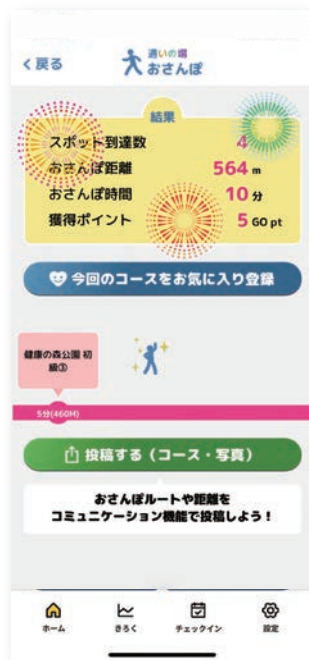 戻る
通いの場
おさんぽ
結果
スポット到達数 4
おさんぽ距離 564 m
おさんぽ時間 10 分
獲得ポイント 5 GO pt
今回のコースをお気に入り登録
健康の森公園 初
級③
5分(460M)
投稿する（コース・写真）
おさんぽルートや距離を
コミュニケーション機能で投稿しよう！
ホーム きろく チェックイン 設定